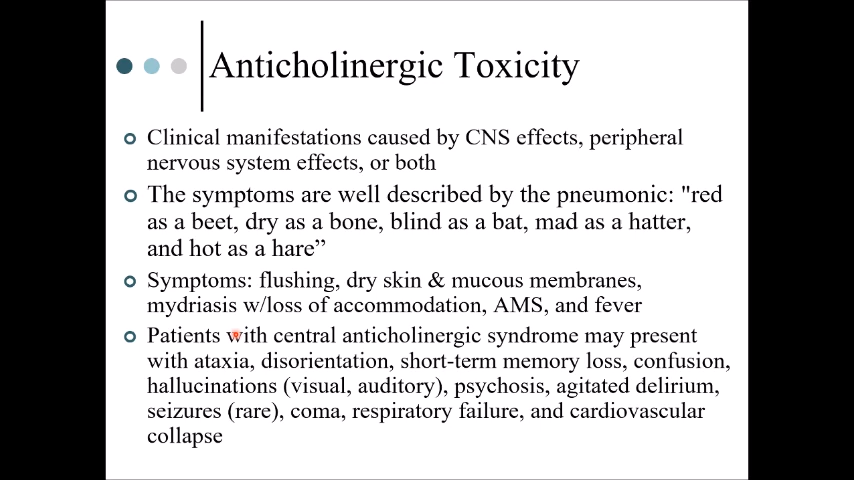 Anticholinergic Toxicity
Clinical manifestations caused by CNS effects, peripheral
nervous system effects, or both
The symptoms are well described by the pneumonic: "red
as a beet, dry as a bone, blind as a bat, mad as a hatter,
and hot as a hare”
Symptoms: flushing, dry skin & mucous membranes,
mydriasis w/loss of accommodation, AMS, and fever
Patients with central anticholinergic syndrome may present
with ataxia, disorientation, short-term memory loss, confusion,
hallucinations (visual, auditory), psychosis, agitated delirium,
seizures (rare), coma, respiratory failure, and cardiovascular
collapse